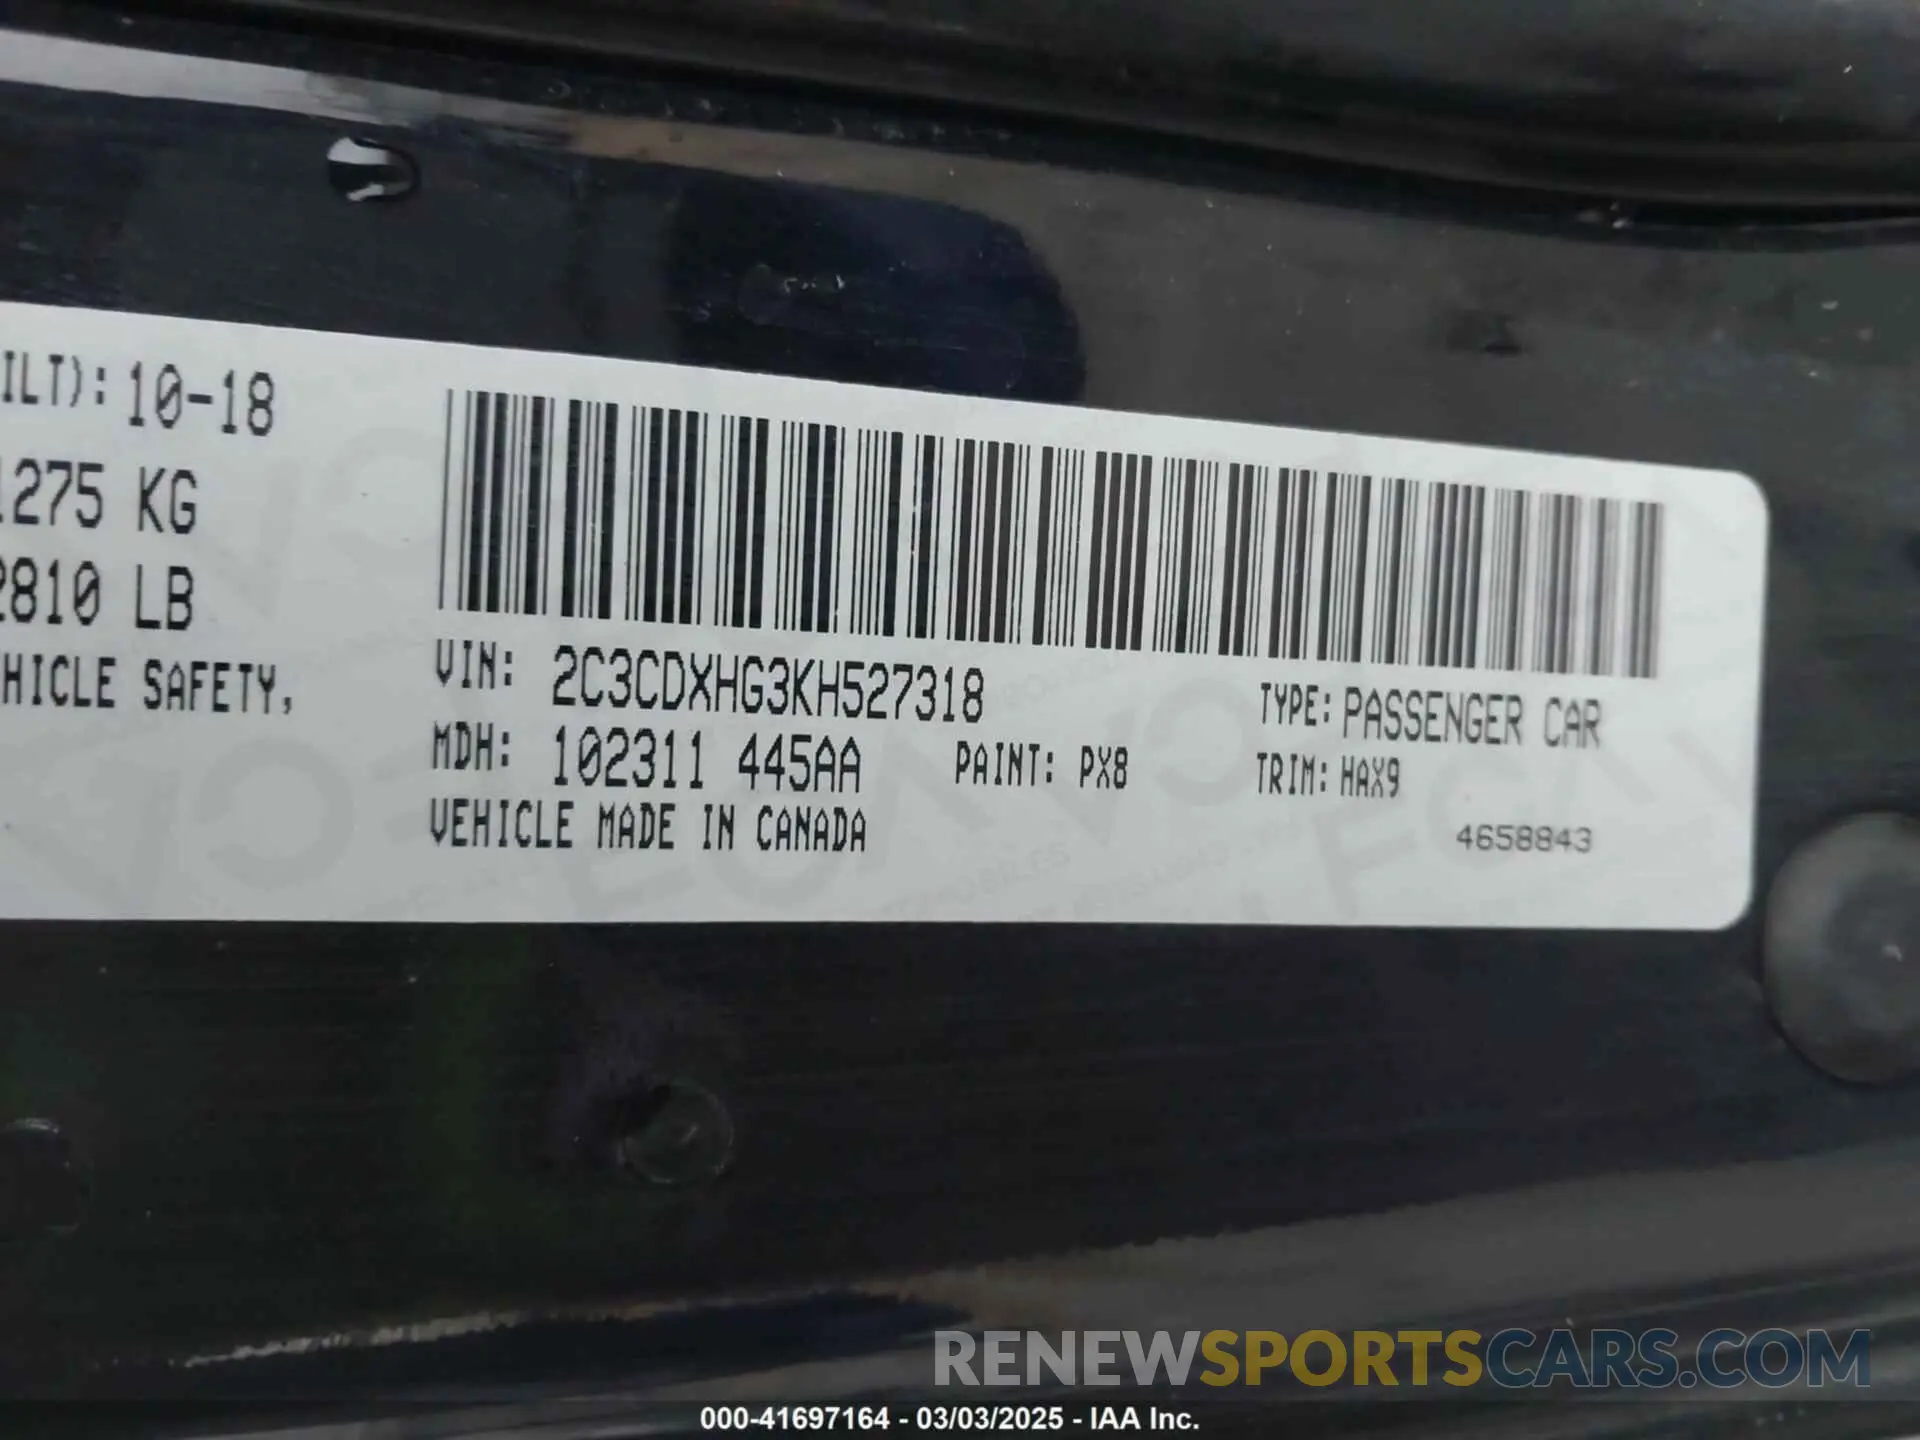 ILT): 10-18
1275 KG
2810 LB
HICLE SAFETY,
VIN: 2C3CDXHG3KH527318
TYPE: PASSENGER CAR
MDH: 102311 445AA
PAINT: PX8
TRIM: HAX9
VEHICLE MADE IN CANADA
4658843
RENEWSPORTSCARS.COM
000-41697164 - 03/03/2025 - IAA Inc.